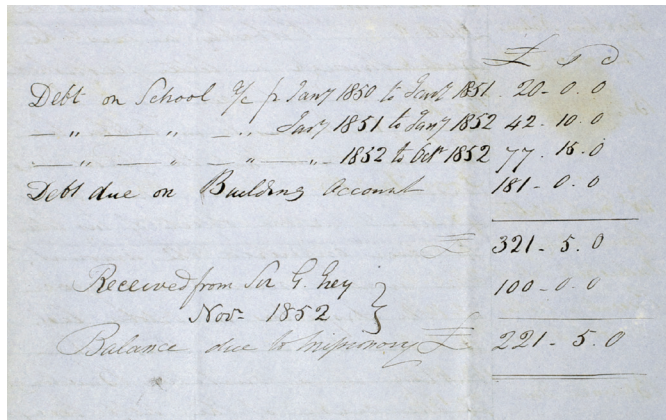 £ s d
Debt on School a/c fr Jany 1850 to Jany 1851. 20 - 0. 0
— " — " — " Jany 1851 to Jany 1852 42. 10. 0
— " — " — " — " 1852 to Octr 1852 77. 15. 0
Debt due on Building Account 181 - 0. 0
£ 321 - 5. 0
Received from Sir G. Grey 100 - 0 0
Novr 1852 }
Balance due to Missionary £ 221 - 5. 0